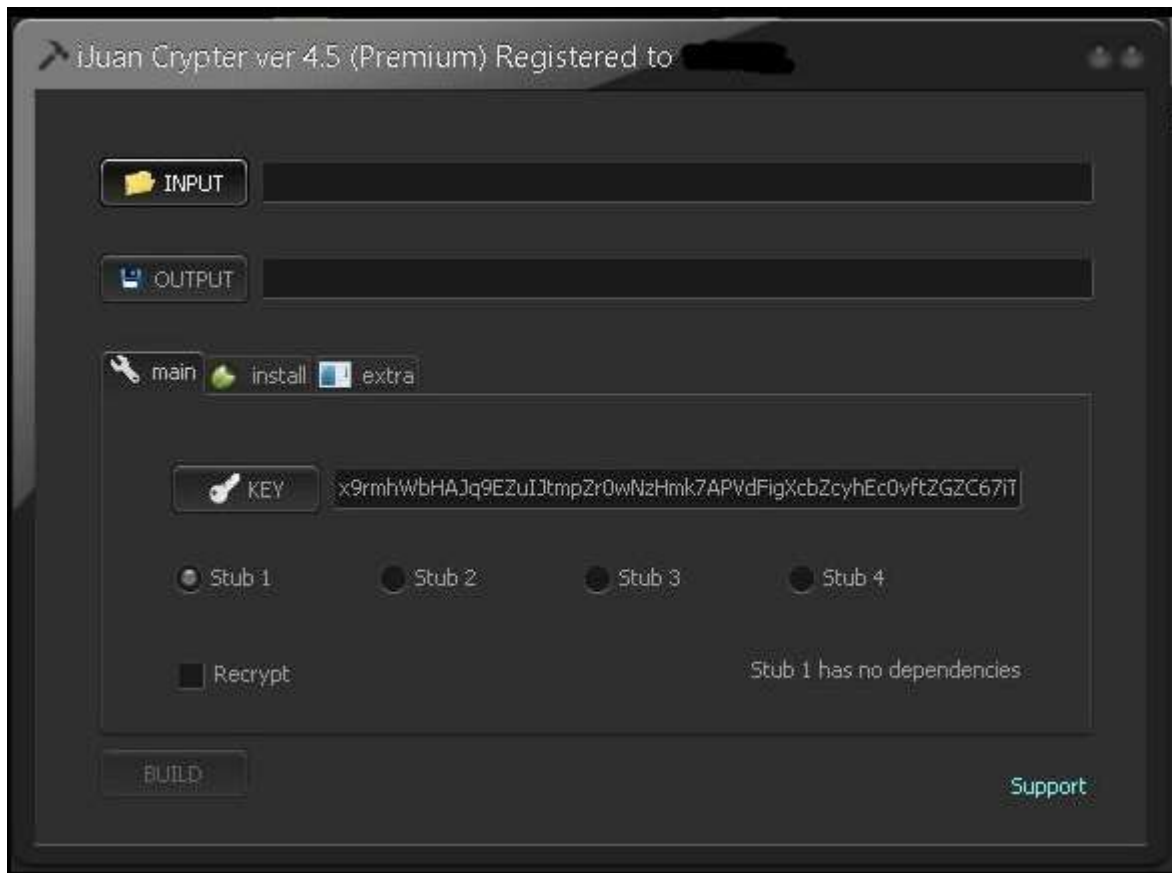 iJuan Crypter ver 4.5 (Premium) Registered to
INPUT
OUTPUT
main install extra
KEY x9rmhWbHAJq9EZuIJtmpZr0wNzHmk7APVdFigXcbZcyhEc0vftZGZC67iT
Stub 1 Stub 2 Stub 3 Stub 4
Recrypt Stub 1 has no dependencies
BUILD
Support